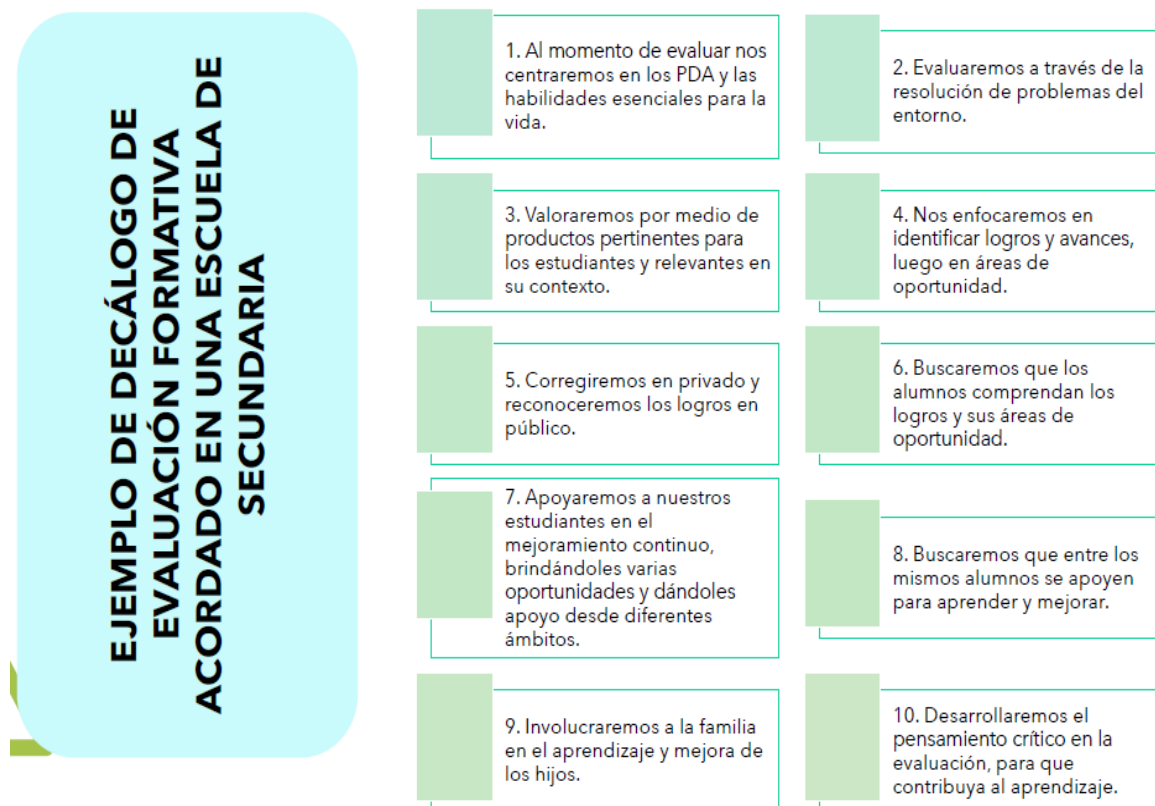 EJEMPLO DE DECÁLOGO DE
EVALUACIÓN FORMATIVA
ACORDADO EN UNA ESCUELA DE
SECUNDARIA
1. Al momento de evaluar nos
centraremos en los PDA y las
habilidades esenciales para la
vida.
2. Evaluaremos a través de la
resolución de problemas del
entorno.
3. Valoraremos por medio de
productos pertinentes para
los estudiantes y relevantes en
su contexto.
4. Nos enfocaremos en
identificar logros y avances,
luego en áreas de
oportunidad.
5. Corregiremos en privado y
reconoceremos los logros en
público.
6. Buscaremos que los
alumnos comprendan los
logros y sus áreas de
oportunidad.
7. Apoyaremos a nuestros
estudiantes en el
mejoramiento continuo,
brindándoles varias
oportunidades y dándoles
apoyo desde diferentes
ámbitos.
8. Buscaremos que entre los
mismos alumnos se apoyen
para aprender y mejorar.
9. Involucraremos a la familia
en el aprendizaje y mejora de
los hijos.
10. Desarrollaremos el
pensamiento crítico en la
evaluación, para que
contribuya al aprendizaje.